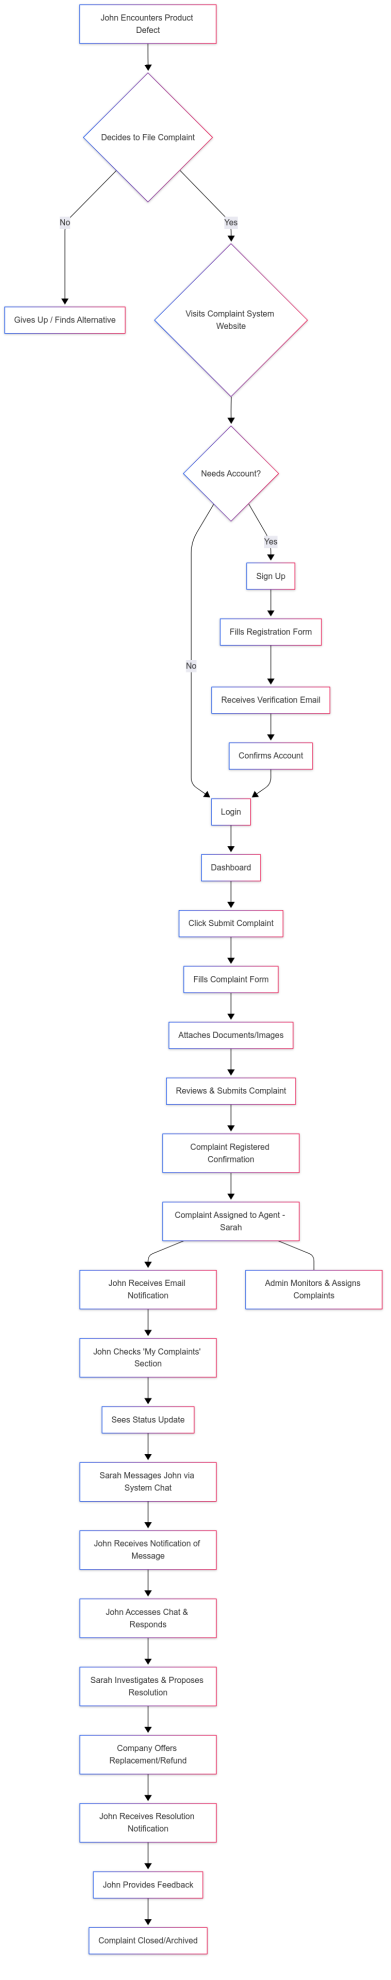 John Encounters Product
Defect
Decides to File Complaint
No
Yes
Gives Up / Finds Alternative
Visits Complaint System
Website
Needs Account?
Yes
Sign Up
Fills Registration Form
No
Receives Verification Email
Confirms Account
Login
Dashboard
Click Submit Complaint
Fills Complaint Form
Attaches Documents/Images
Reviews & Submits Complaint
Complaint Registered
Confirmation
Complaint Assigned to Agent -
Sarah
John Receives Email
Notification
Admin Monitors & Assigns
Complaints
John Checks 'My Complaints'
Section
Sees Status Update
Sarah Messages John via
System Chat
John Receives Notification of
Message
John Accesses Chat &
Responds
Sarah Investigates & Proposes
Resolution
Company Offers
Replacement/Refund
John Receives Resolution
Notification
John Provides Feedback
Complaint Closed/Archived